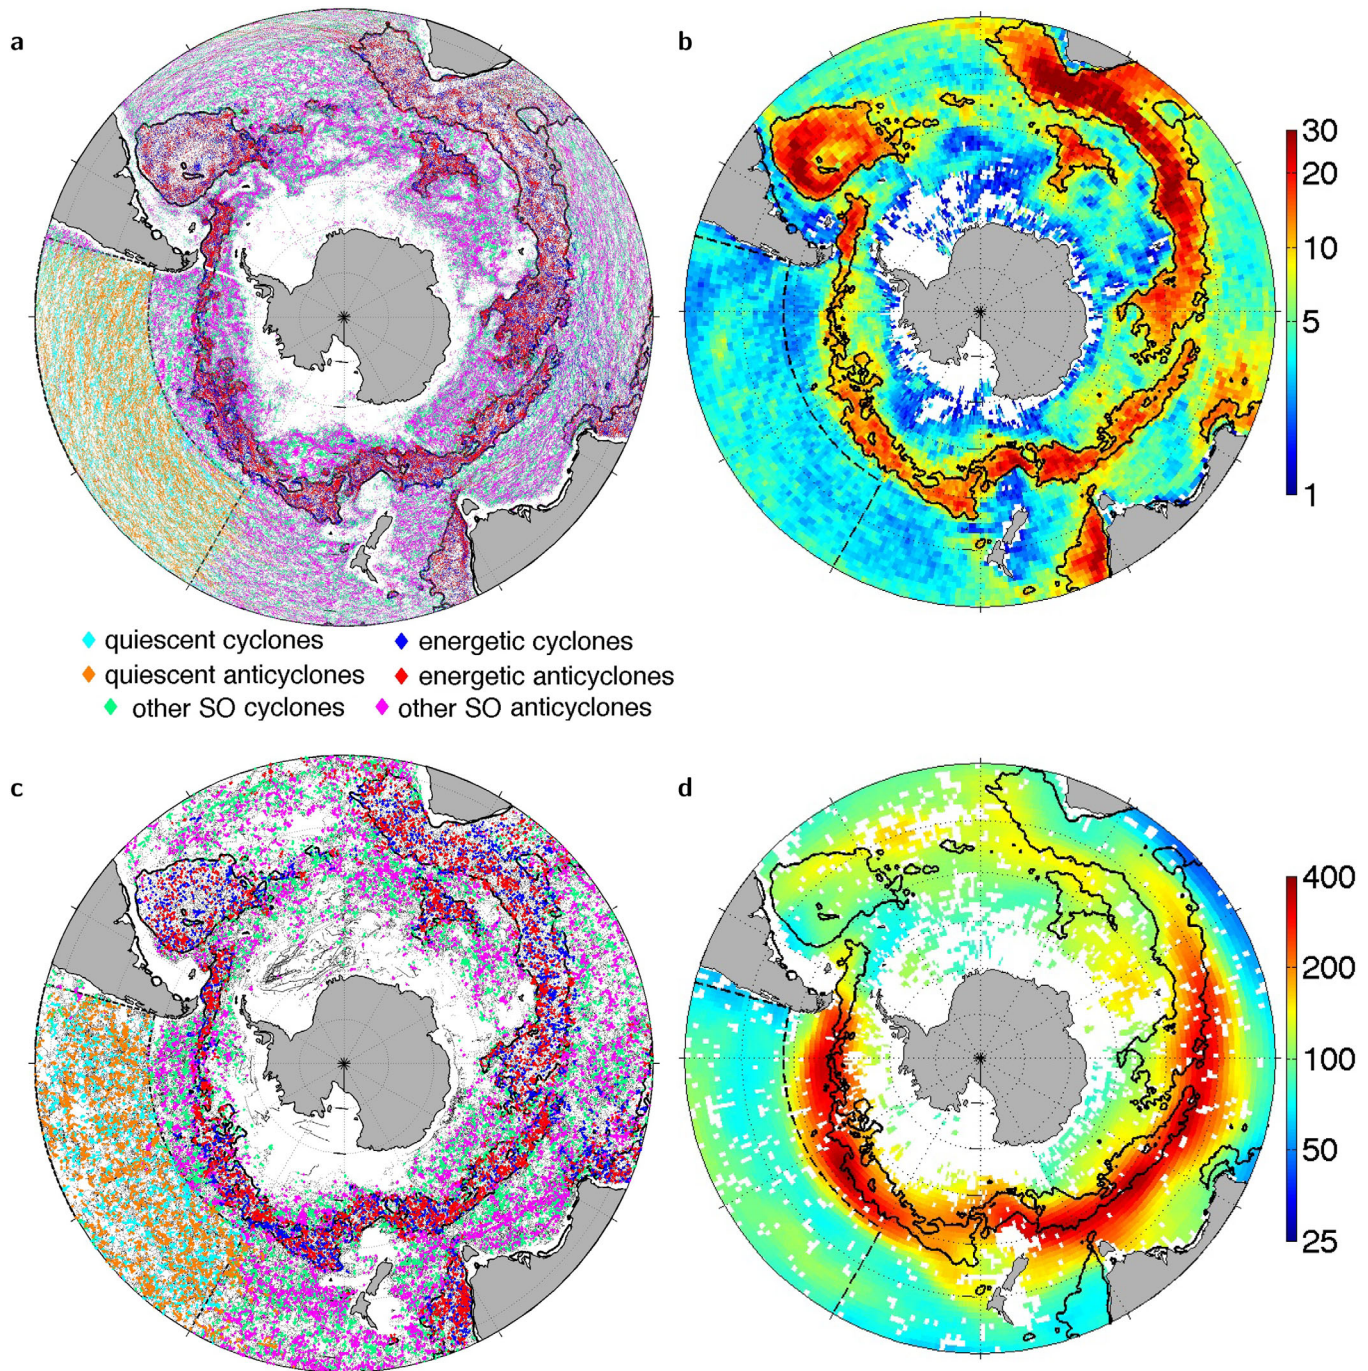 a
b
30
20
10
5
1
quiescent cyclones
energetic cyclones
quiescent anticyclones
energetic anticyclones
other SO cyclones
other SO anticyclones
c
d
400
200
100
50
25